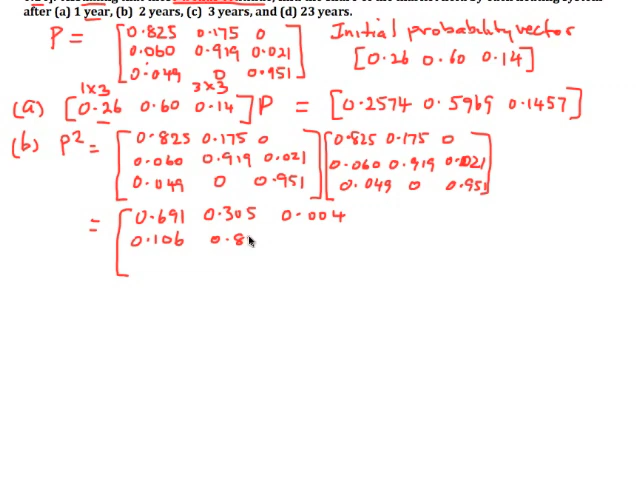 after (a) 1 year, (b) 2 years, (c) 3 years, and (d) 23 years.
P = [0.825 0.175 0
0.060 0.919 0.021
0.049 0 0.951]
Initial probability vector
[0.26 0.60 0.14]
1x3 3x3
(a) [0.26 0.60 0.14] P = [0.2574 0.5969 0.1457]
(b) P² = [0.825 0.175 0 [0.825 0.175 0
0.060 0.919 0.021 0.060 0.919 0.021
0.049 0 0.951] 0.049 0 0.951]
= [0.691 0.305 0.004
0.106 0.8